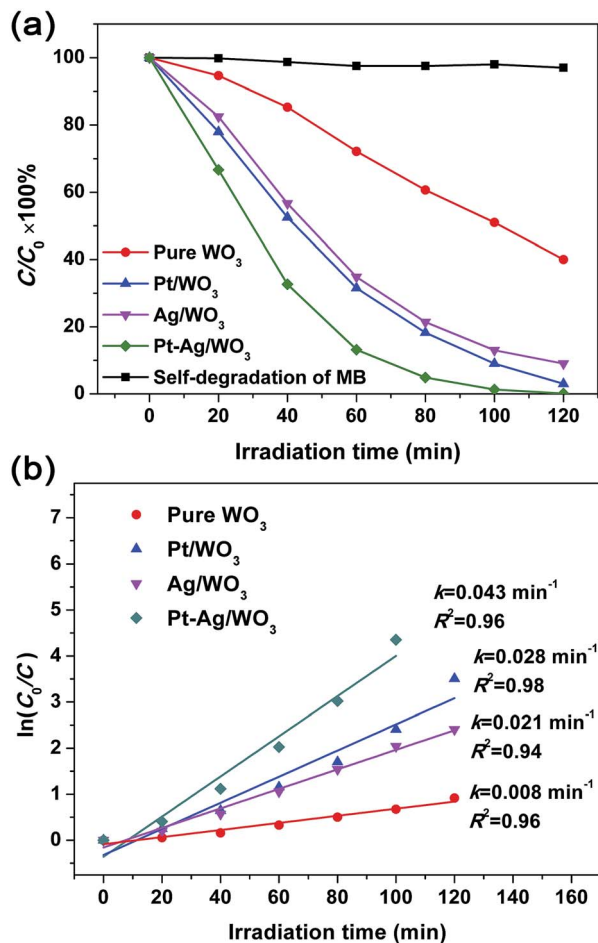 (a)
100
80
60
40
20
0
C/C₀ ×100%
Pure WO₃
Pt/WO₃
Ag/WO₃
Pt-Ag/WO₃
Self-degradation of MB
0 20 40 60 80 100 120
Irradiation time (min)
(b)
7
6
5
4
3
2
1
0
ln(C₀/C)
Pure WO₃
Pt/WO₃
Ag/WO₃
Pt-Ag/WO₃
k=0.043 min⁻¹
R²=0.96
k=0.028 min⁻¹
R²=0.98
k=0.021 min⁻¹
R²=0.94
k=0.008 min⁻¹
R²=0.96
0 20 40 60 80 100 120 140 160
Irradiation time (min)